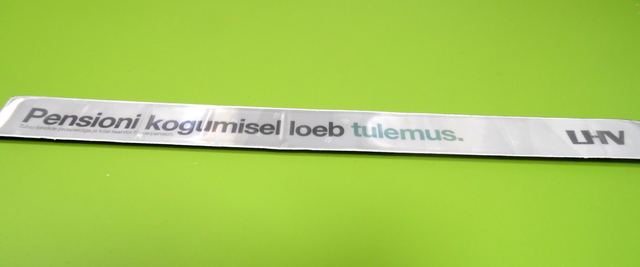 Pensioni kogumisel loeb tulemus.
LHV